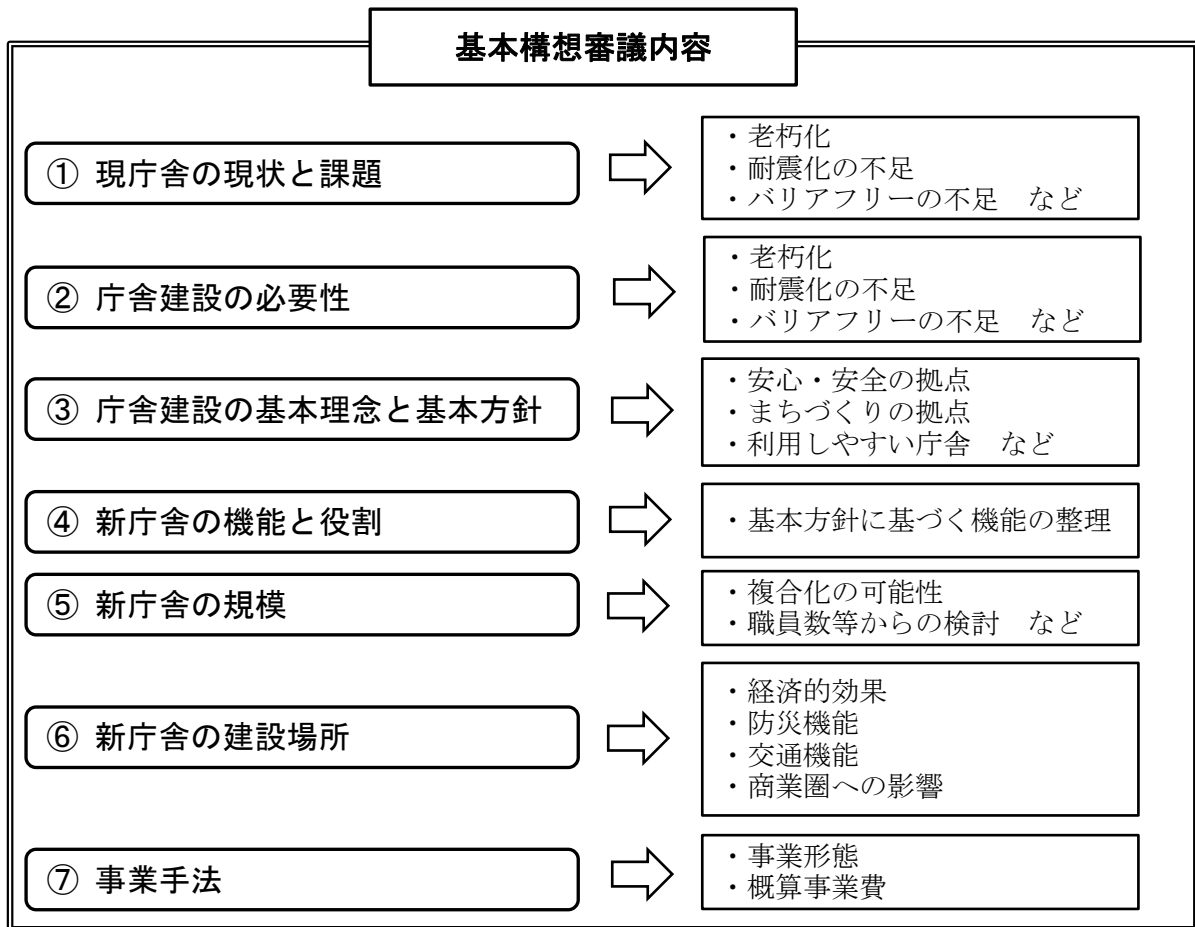 基本構想審議内容
① 現庁舎の現状と課題
・老朽化
・耐震化の不足
・バリアフリーの不足　など
② 庁舎建設の必要性
・老朽化
・耐震化の不足
・バリアフリーの不足　など
③ 庁舎建設の基本理念と基本方針
・安心・安全の拠点
・まちづくりの拠点
・利用しやすい庁舎　など
④ 新庁舎の機能と役割
・基本方針に基づく機能の整理
⑤ 新庁舎の規模
・複合化の可能性
・職員数等からの検討　など
⑥ 新庁舎の建設場所
・経済的効果
・防災機能
・交通機能
・商業圏への影響
⑦ 事業手法
・事業形態
・概算事業費